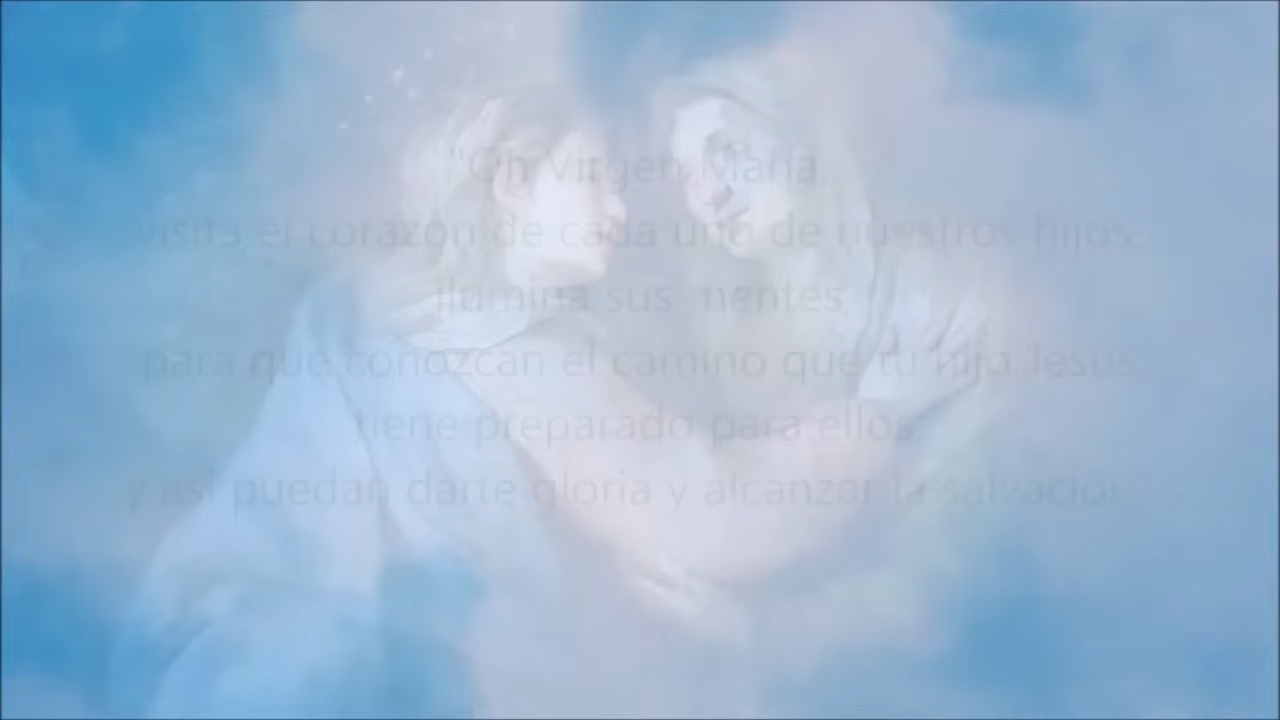 "Oh Virgen María,
visita el corazón de cada uno de nuestros hijos,
ilumina sus mentes
para que conozcan el camino que tu hijo Jesús
tiene preparado para ellos;
y así puedan darte gloria y alcanzar la salvación.